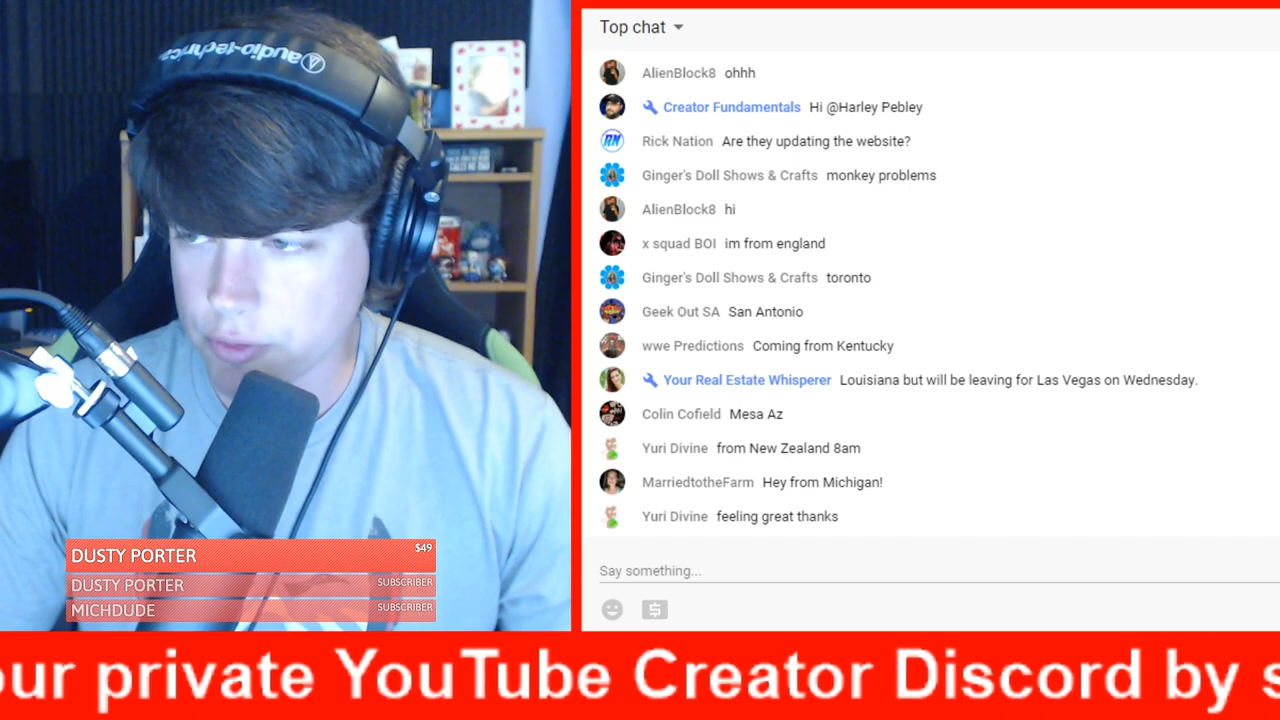 audio-technica
DUSTY PORTER $49
DUSTY PORTER SUBSCRIBER
MICHDUDE SUBSCRIBER
Top chat
AlienBlock8 ohhh
Creator Fundamentals Hi @Harley Pebley
RN Rick Nation Are they updating the website?
Ginger's Doll Shows & Crafts monkey problems
AlienBlock8 hi
x squad BOI im from england
Ginger's Doll Shows & Crafts toronto
Geek Out SA San Antonio
wwe Predictions Coming from Kentucky
Your Real Estate Whisperer Louisiana but will be leaving for Las Vegas on Wednesday.
Colin Cofield Mesa Az
Yuri Divine from New Zealand 8am
MarriedtotheFarm Hey from Michigan!
Yuri Divine feeling great thanks
Say something...
our private YouTube Creator Discord by s